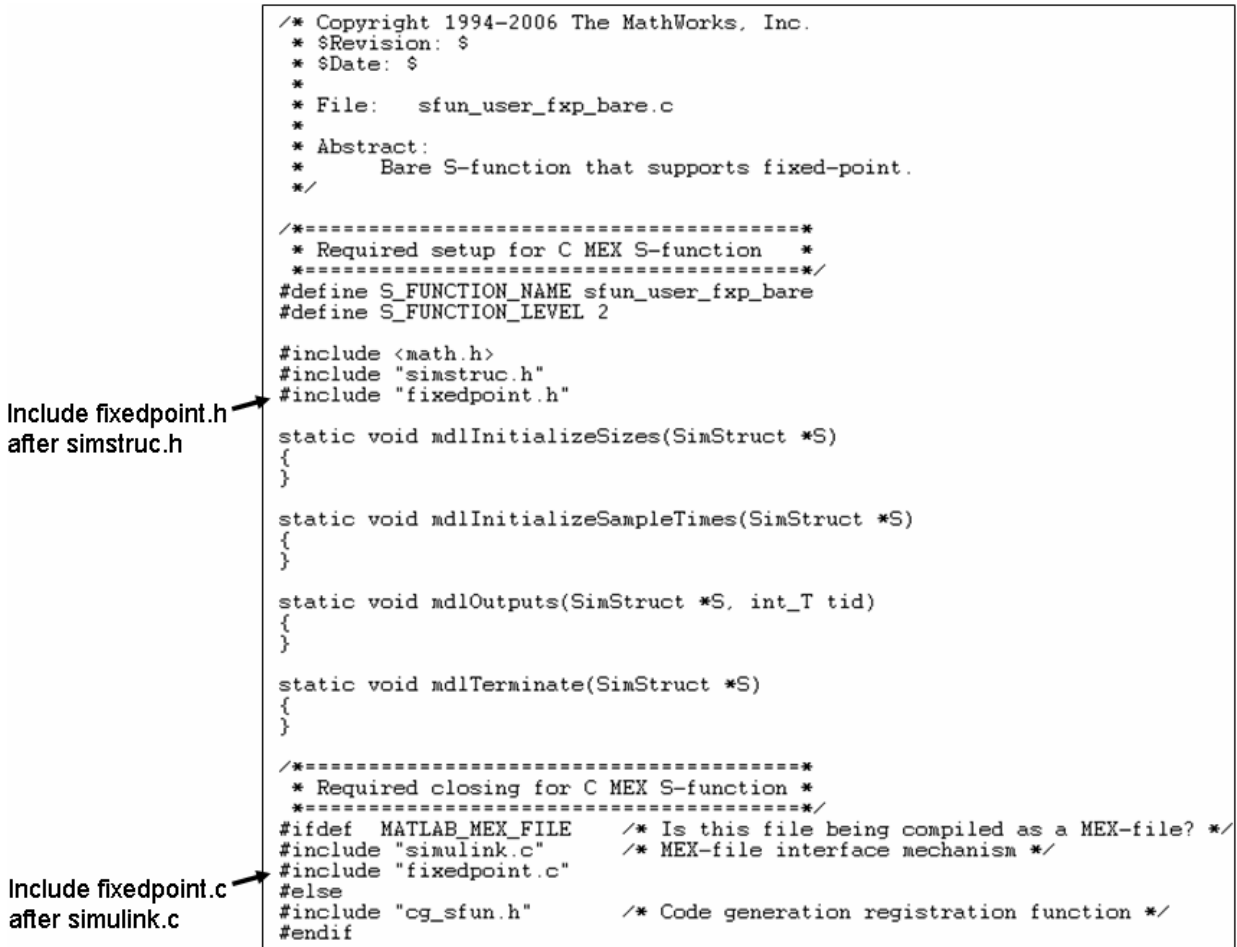 /* Copyright 1994-2006 The MathWorks, Inc.
 * $Revision: $
 * $Date: $
 *
 * File:   sfun_user_fxp_bare.c
 *
 * Abstract:
 *      Bare S-function that supports fixed-point.
 */

/*=======================================*
 * Required setup for C MEX S-function   *
 *=======================================*/
#define S_FUNCTION_NAME sfun_user_fxp_bare
#define S_FUNCTION_LEVEL 2

#include <math.h>
#include "simstruc.h"
#include "fixedpoint.h"
Include fixedpoint.h
after simstruc.h

static void mdlInitializeSizes(SimStruct *S)
{
}

static void mdlInitializeSampleTimes(SimStruct *S)
{
}

static void mdlOutputs(SimStruct *S, int_T tid)
{
}

static void mdlTerminate(SimStruct *S)
{
}

/*=======================================*
 * Required closing for C MEX S-function *
 *=======================================*/
#ifdef  MATLAB_MEX_FILE    /* Is this file being compiled as a MEX-file? */
#include "simulink.c"      /* MEX-file interface mechanism */
#include "fixedpoint.c"
Include fixedpoint.c
after simulink.c
#else
#include "cg_sfun.h"       /* Code generation registration function */
#endif